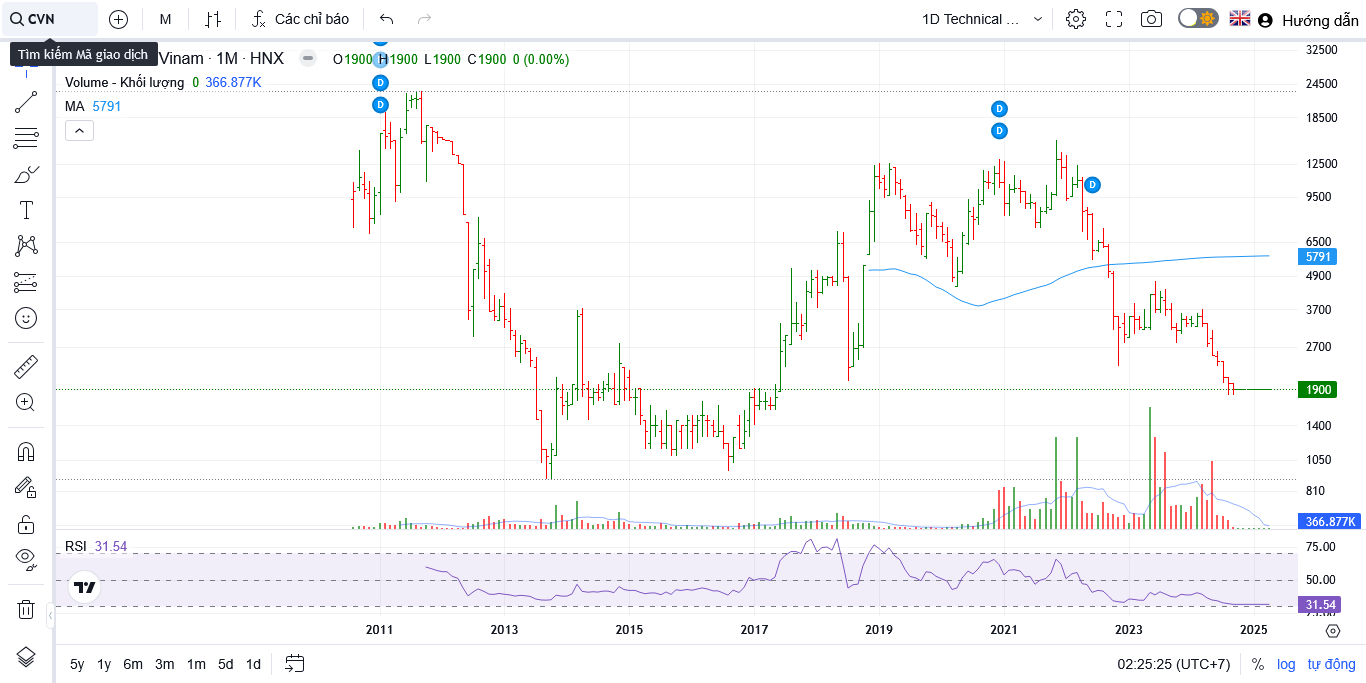 CVN
M
Các chỉ báo
1D Technical ...
Hướng dẫn
Tìm kiếm Mã giao dịch
Vinam · 1M · HNX
O1900 H1900 L1900 C1900 0 (0.00%)
Volume - Khối lượng 0 366.877K
MA 5791
D
D
D
D
D
D
32500
24500
18500
12500
9500
6500
5791
4900
3700
2700
1900
1400
1050
810
366.877K
RSI 31.54
75.00
50.00
31.54
2011 2013 2015 2017 2019 2021 2023 2025
5y 1y 6m 3m 1m 5d 1d
02:25:25 (UTC+7) % log tự động